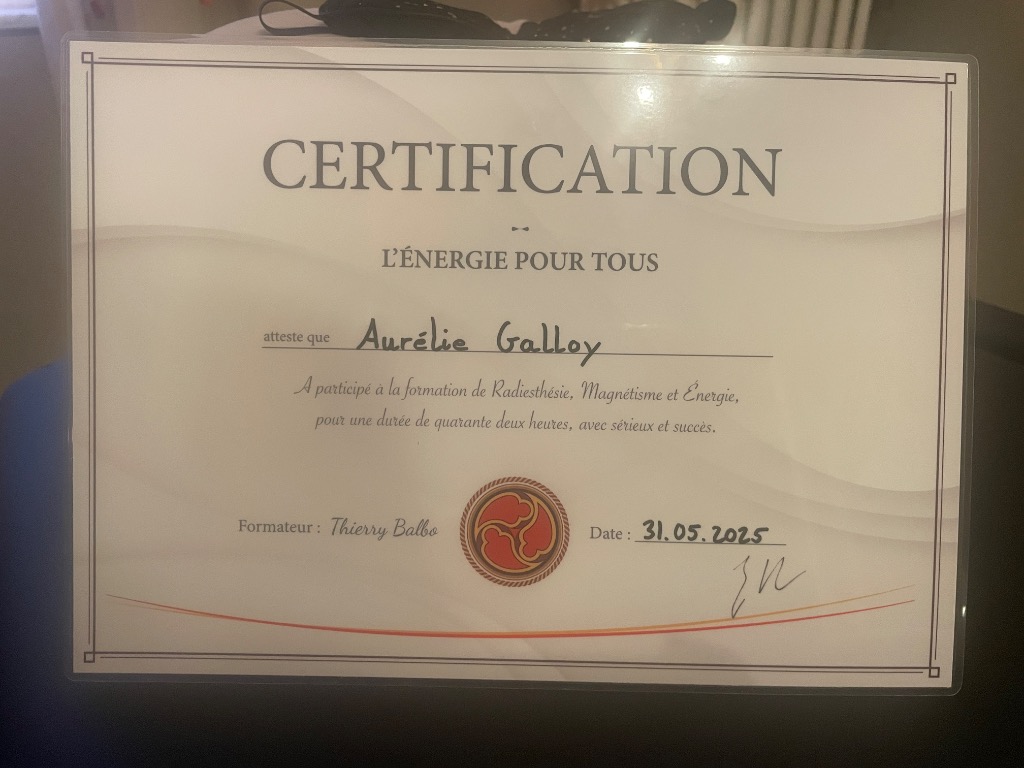 CERTIFICATION
L'ÉNERGIE POUR TOUS
atteste que Aurélie Galloy
A participé à la formation de Radiesthésie, Magnétisme et Énergie,
pour une durée de quarante deux heures, avec sérieux et succès.
Formateur : Thierry Balbo
Date : 31.05.2025